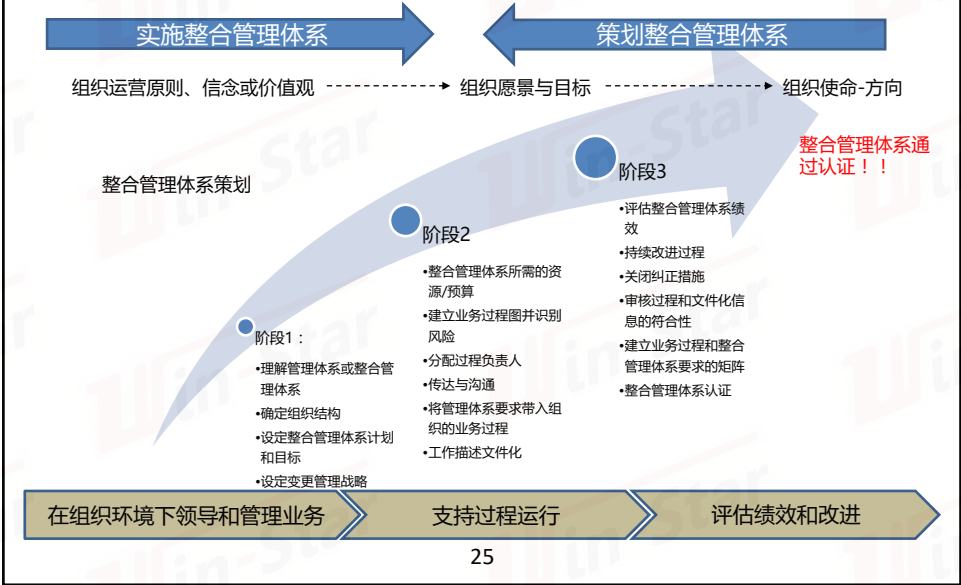 实施整合管理体系
策划整合管理体系
组织运营原则、信念或价值观
组织愿景与目标
组织使命-方向
整合管理体系通
过认证！！
整合管理体系策划
阶段1：
•理解管理体系或整合管
理体系
•确定组织结构
•设定整合管理体系计划
和目标
•设定变更管理战略
阶段2
•整合管理体系所需的资
源/预算
•建立业务过程图并识别
风险
•分配过程负责人
•传达与沟通
•将管理体系要求带入组
织的业务过程
•工作描述文件化
阶段3
•评估整合管理体系绩
效
•持续改进过程
•关闭纠正措施
•审核过程和文件化信
息的符合性
•建立业务过程和整合
管理体系要求的矩阵
•整合管理体系认证
在组织环境下领导和管理业务
支持过程运行
评估绩效和改进
25
Win-Star